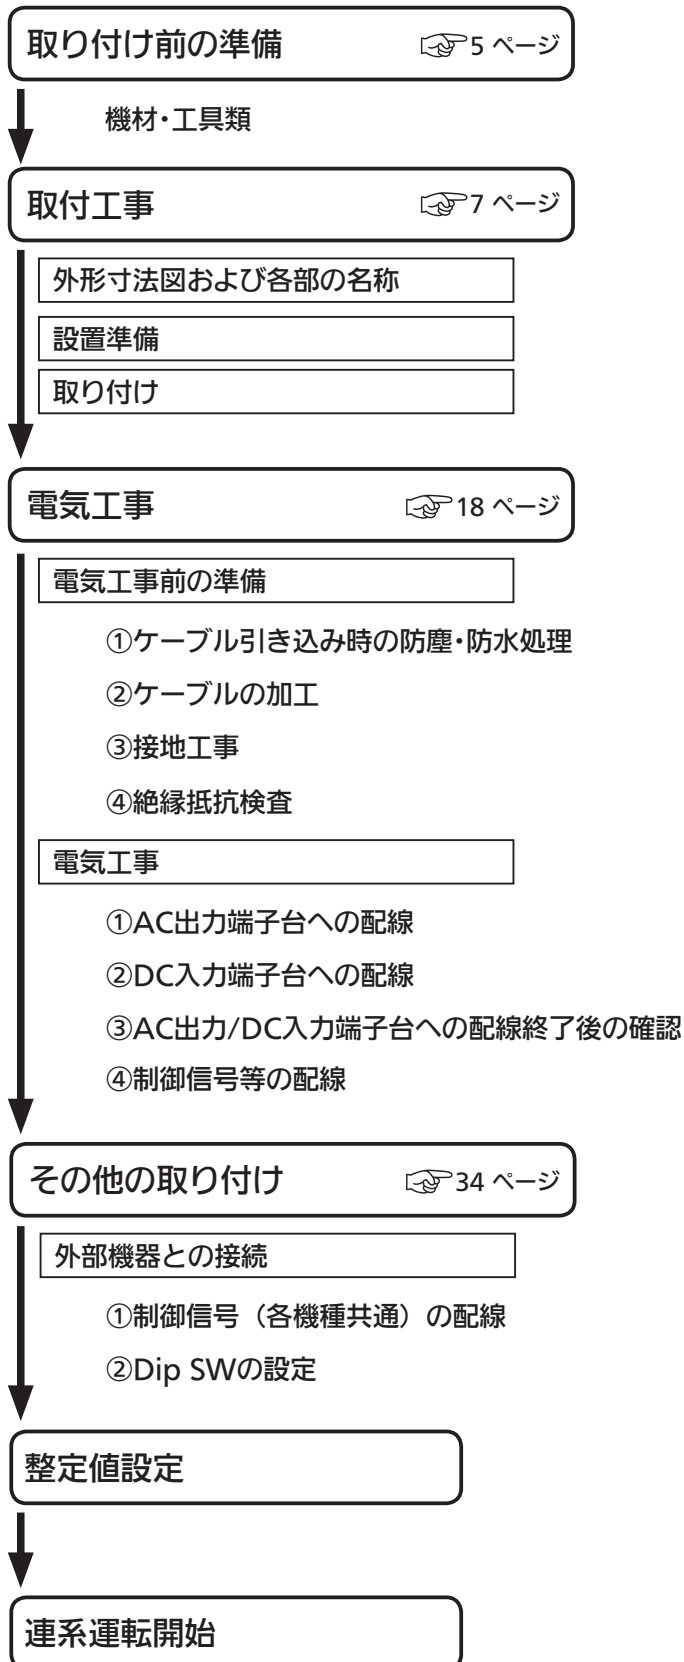 取り付け前の準備 ☞5 ページ
機材・工具類
取付工事 ☞7 ページ
外形寸法図および各部の名称
設置準備
取り付け
電気工事 ☞18 ページ
電気工事前の準備
①ケーブル引き込み時の防塵・防水処理
②ケーブルの加工
③接地工事
④絶縁抵抗検査
電気工事
①AC出力端子台への配線
②DC入力端子台への配線
③AC出力/DC入力端子台への配線終了後の確認
④制御信号等の配線
その他の取り付け ☞34 ページ
外部機器との接続
①制御信号（各機種共通）の配線
②Dip SWの設定
整定値設定
連系運転開始